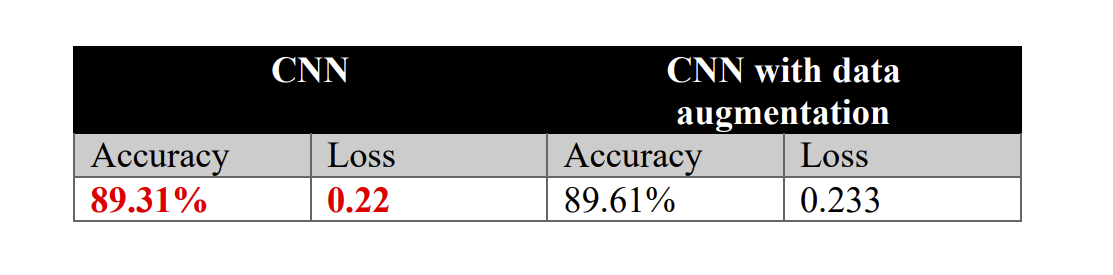 CNN
CNN with data
augmentation
Accuracy Loss Accuracy Loss
89.31% 0.22 89.61% 0.233